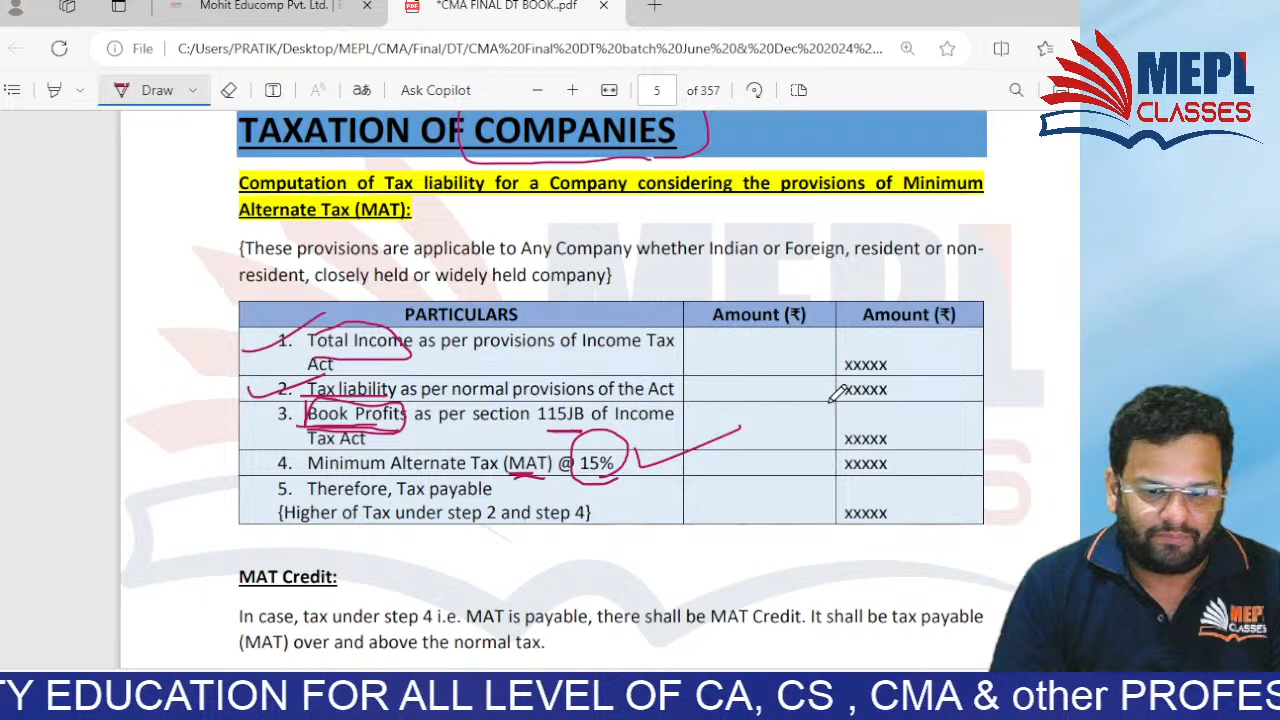 Mohit Educomp Pvt. Ltd. | E
*CMA FINAL DT BOOK..pdf
File
C:/Users/PRATIK/Desktop/MEPL/CMA/Final/DT/CMA%20Final%20DT%20batch%20June%20&%20Dec%202024%2...
Draw
Ask Copilot
5 of 357
MEPL
CLASSES
TAXATION OF COMPANIES
Computation of Tax liability for a Company considering the provisions of Minimum
Alternate Tax (MAT):
{These provisions are applicable to Any Company whether Indian or Foreign, resident or non-
resident, closely held or widely held company}
PARTICULARS Amount (₹) Amount (₹)
1. Total Income as per provisions of Income Tax
Act xxxxx
2. Tax liability as per normal provisions of the Act xxxxx
3. Book Profits as per section 115JB of Income
Tax Act xxxxx
4. Minimum Alternate Tax (MAT) @ 15% xxxxx
5. Therefore, Tax payable
{Higher of Tax under step 2 and step 4} xxxxx
MAT Credit:
In case, tax under step 4 i.e. MAT is payable, there shall be MAT Credit. It shall be tax payable
(MAT) over and above the normal tax.
MEPL
CLASSES
TY EDUCATION FOR ALL LEVEL OF CA, CS , CMA & other PROFES